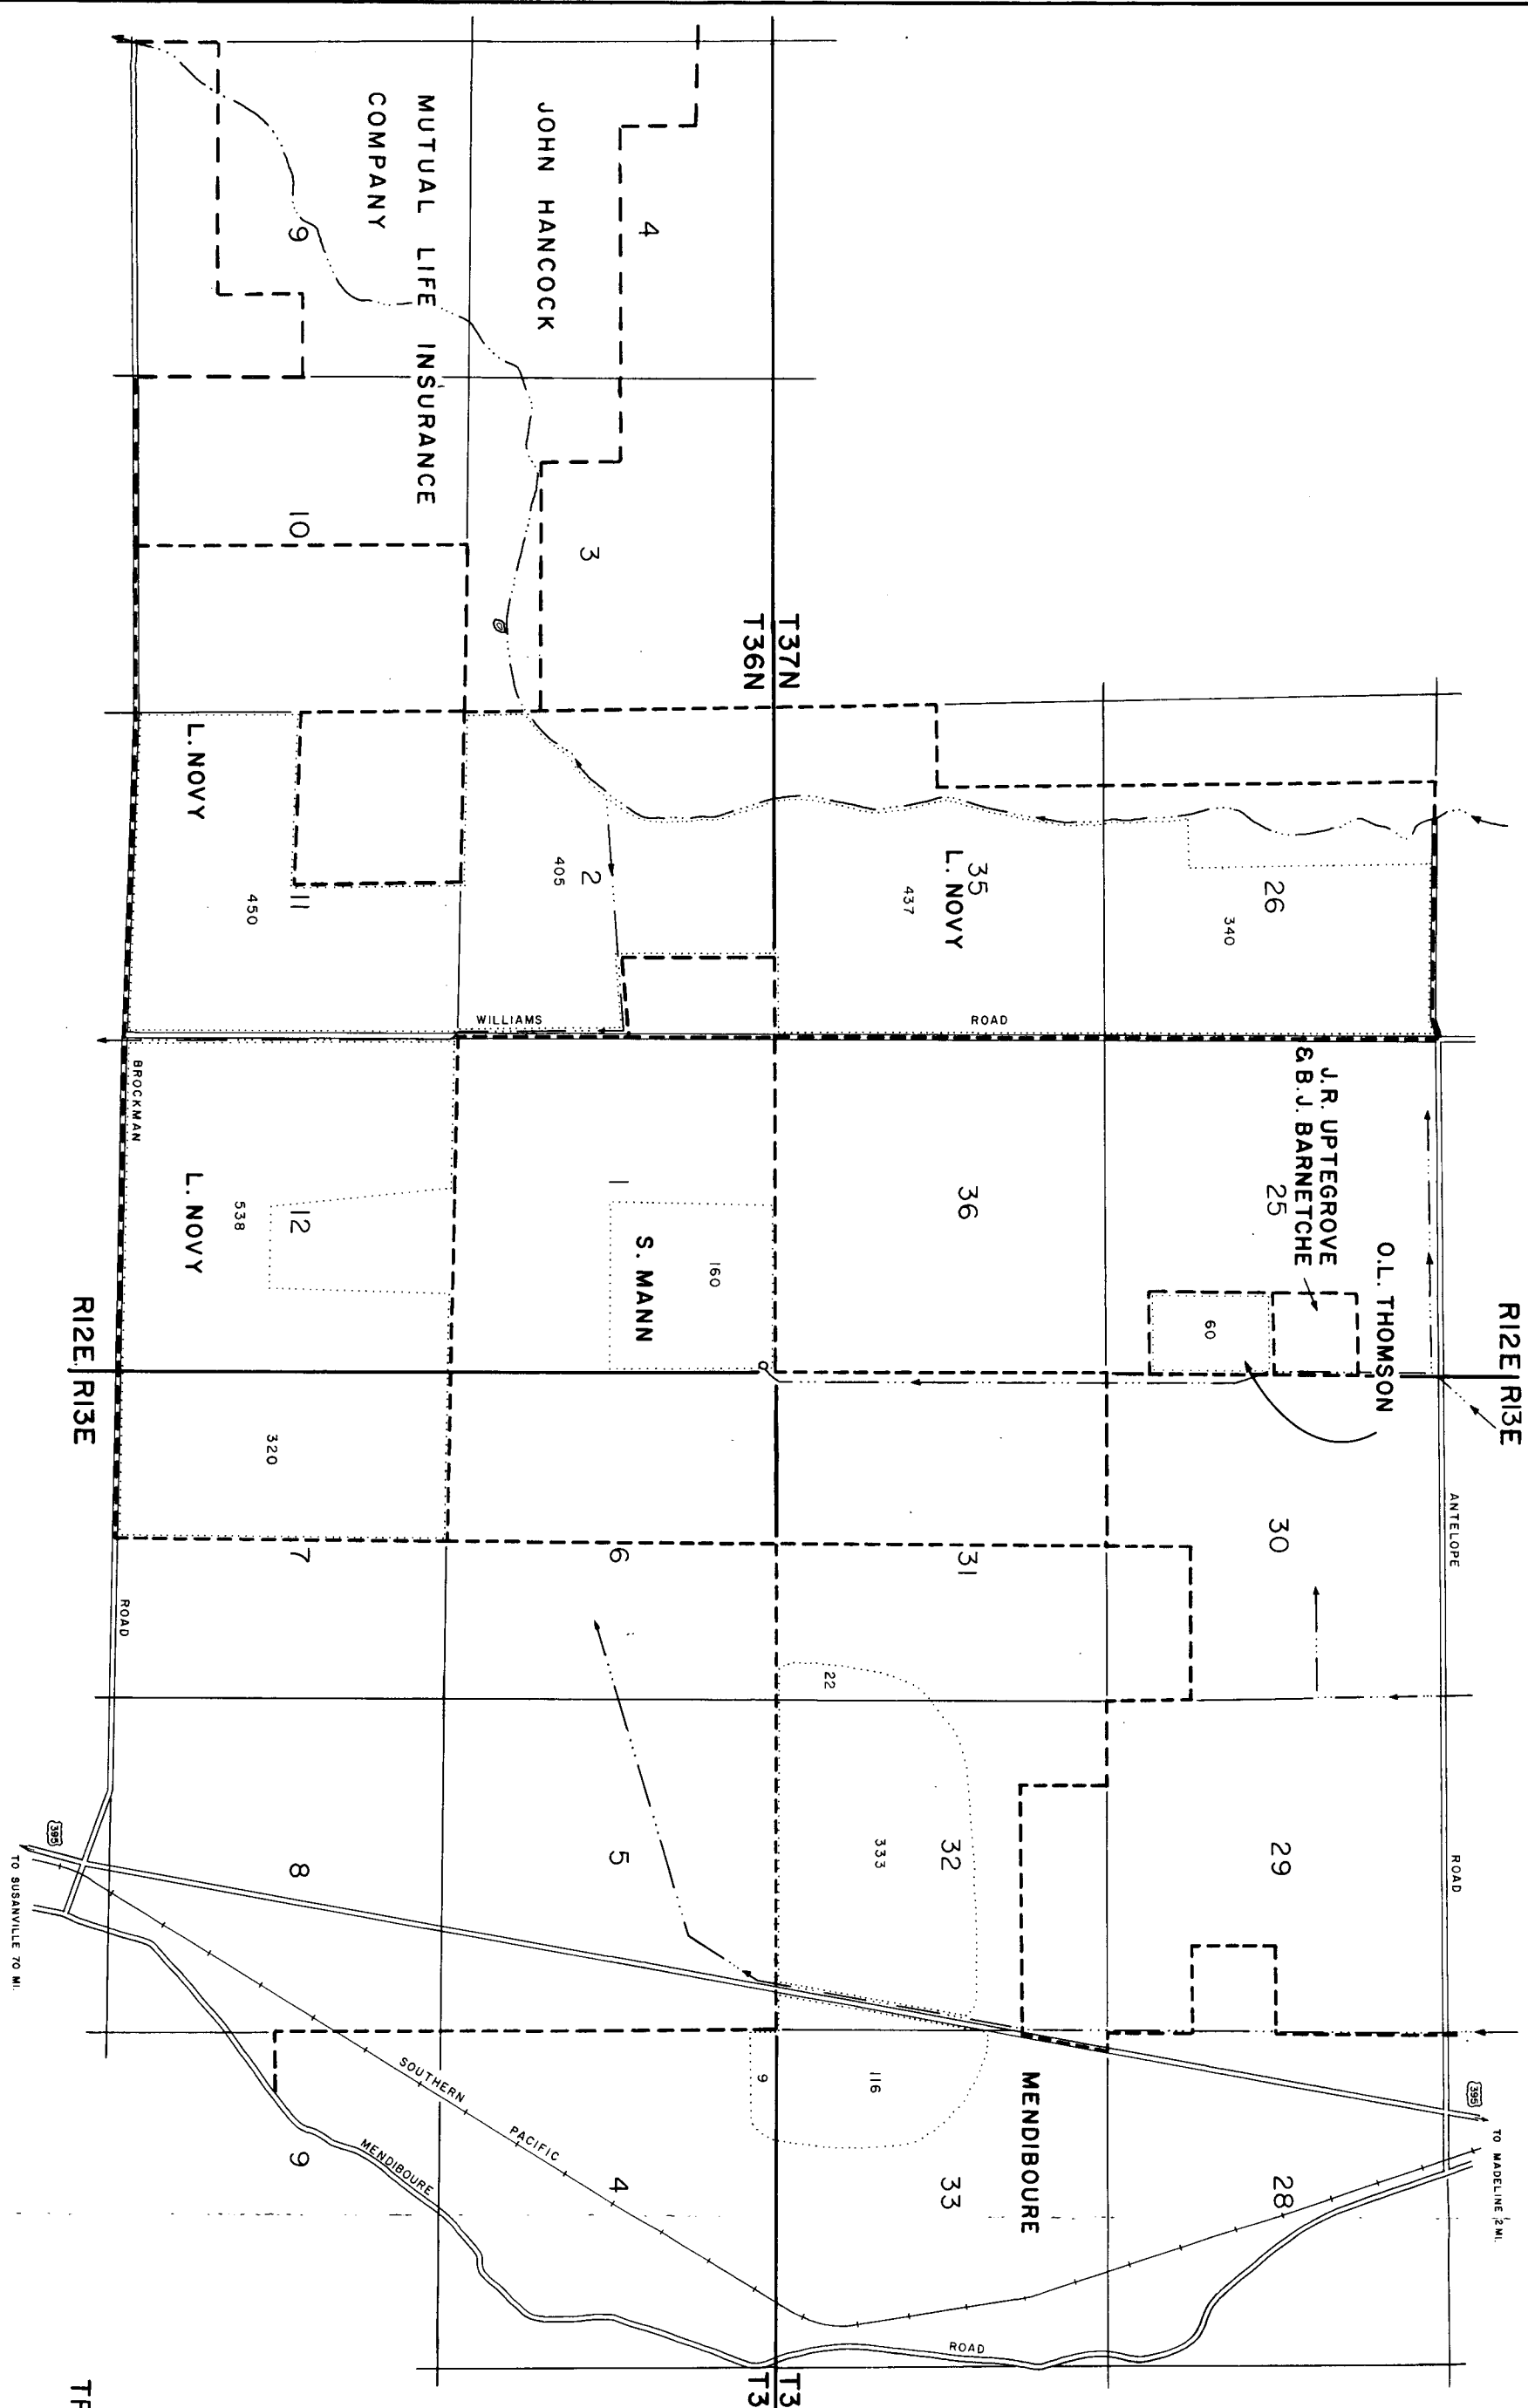 R12E R13E
TO MADELINE 1/2 MI.
395
ANTELOPE
ROAD
26
340
J.R. UPTEGROVE
& B.J. BARNETCHE
25
O.L. THOMSON
60
30
29
28
35
L. NOVY
437
ROAD
36
31
32
333
22
MENDIBOURE
33
116
9
ROAD
T37N
T36N
JOHN HANCOCK
MUTUAL LIFE INSURANCE
COMPANY
4
3
2
405
WILLIAMS
1
160
S. MANN
6
5
4
SOUTHERN
PACIFIC
MENDIBOURE
9
10
11
450
L. NOVY
12
538
L. NOVY
320
7
8
9
BROCKMAN
ROAD
R12E R13E
395
TO SUSANVILLE 70 MI.